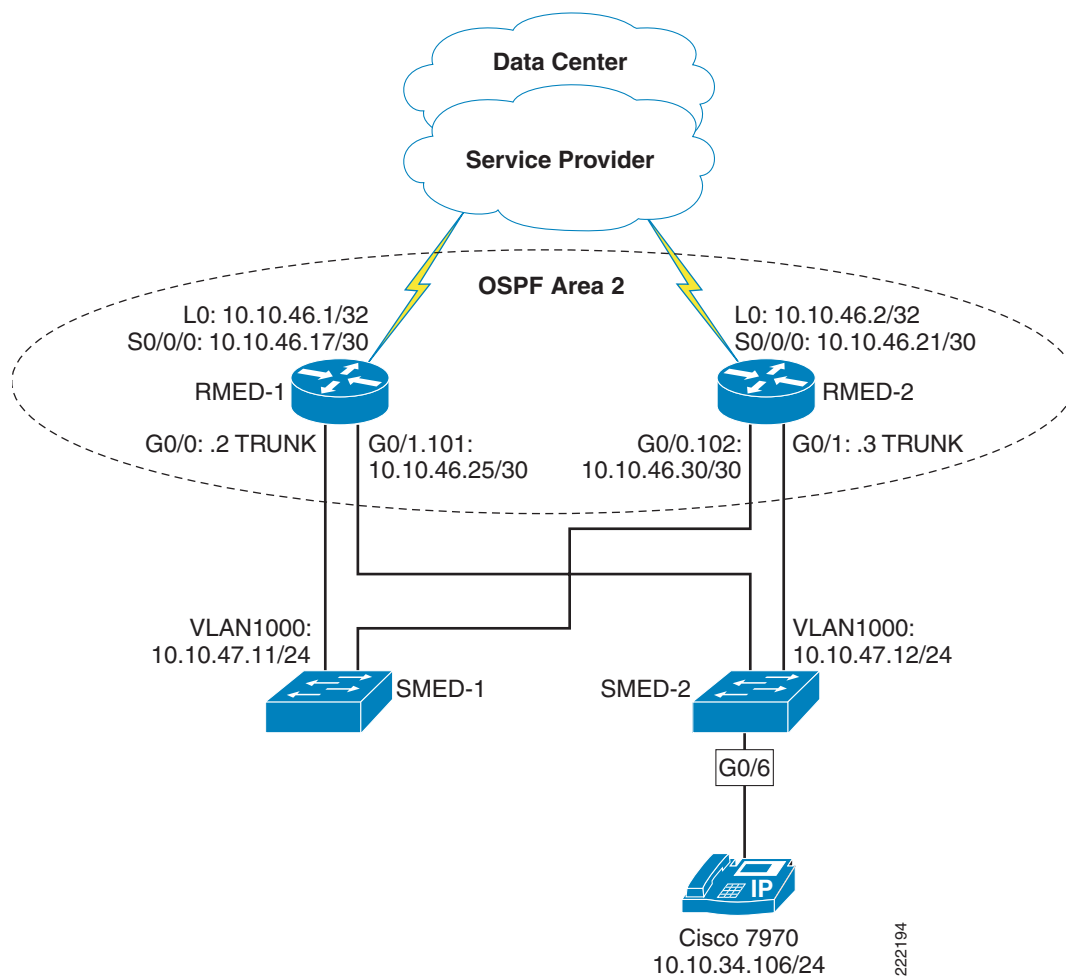 Data Center
Service Provider
OSPF Area 2
L0: 10.10.46.1/32
S0/0/0: 10.10.46.17/30
L0: 10.10.46.2/32
S0/0/0: 10.10.46.21/30
RMED-1
RMED-2
G0/0: .2 TRUNK
G0/1.101:
10.10.46.25/30
G0/0.102:
10.10.46.30/30
G0/1: .3 TRUNK
VLAN1000:
10.10.47.11/24
VLAN1000:
10.10.47.12/24
SMED-1
SMED-2
G0/6
IP
Cisco 7970
10.10.34.106/24
222194